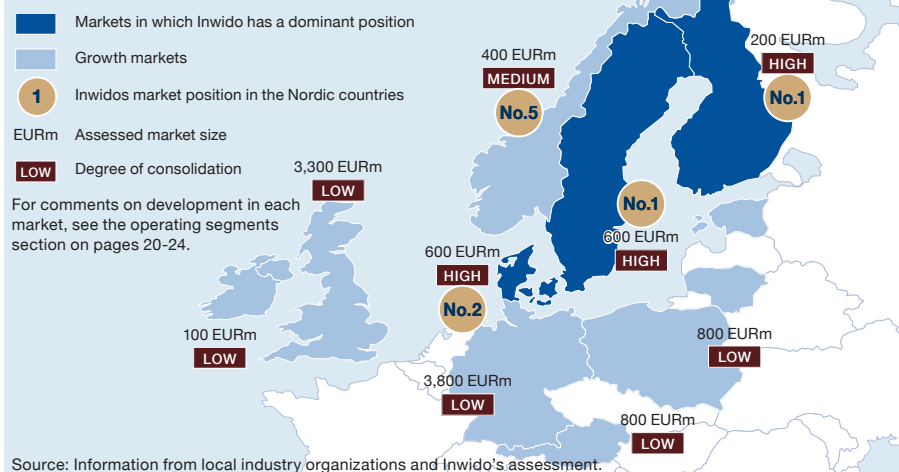 Markets in which Inwido has a dominant position
Growth markets
1 Inwidos market position in the Nordic countries
EURm Assessed market size
LOW Degree of consolidation
For comments on development in each
market, see the operating segments
section on pages 20-24.
400 EURm
MEDIUM
No.5
200 EURm
HIGH
No.1
3,300 EURm
LOW
No.1
600 EURm
HIGH
600 EURm
HIGH
No.2
100 EURm
LOW
800 EURm
LOW
3,800 EURm
LOW
800 EURm
LOW
Source: Information from local industry organizations and Inwido's assessment.